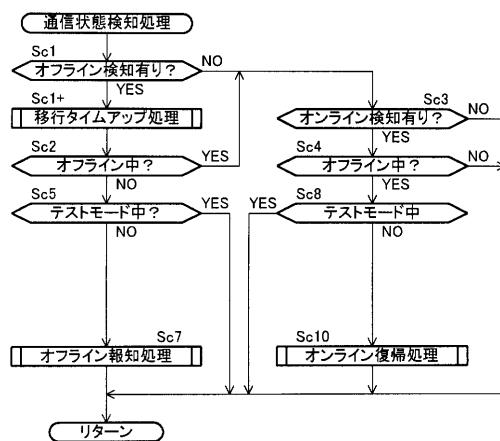 通信状態検知処理
Sc1
オフライン検知有り?
NO
YES
Sc1+
移行タイムアップ処理
Sc2
オフライン中?
YES
NO
Sc5
テストモード中?
YES
NO
Sc7
オフライン報知処理
リターン
Sc3
オンライン検知有り?
NO
YES
Sc4
オフライン中?
NO
YES
Sc8
YES
テストモード中
NO
Sc10
オンライン復帰処理